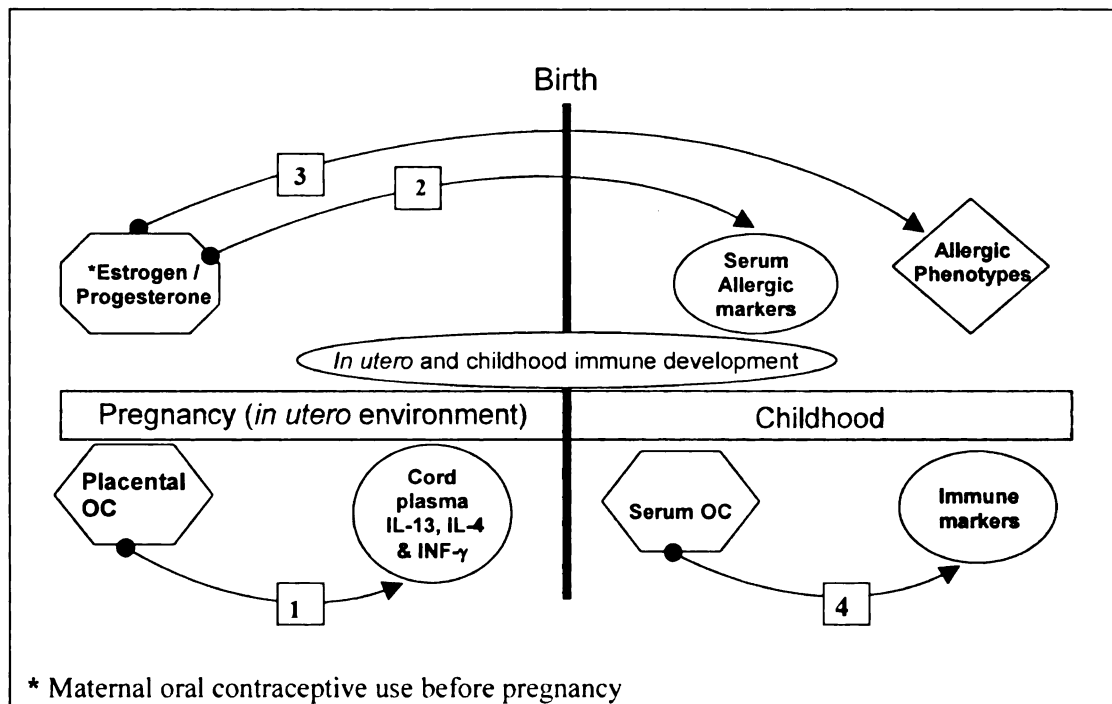 Birth
3
2
*Estrogen /
Progesterone
Serum
Allergic
markers
Allergic
Phenotypes
In utero and childhood immune development
Pregnancy (in utero environment)
Childhood
Placental
OC
Cord
plasma
IL-13, IL-4
& INF-γ
Serum OC
Immune
markers
1
4
* Maternal oral contraceptive use before pregnancy